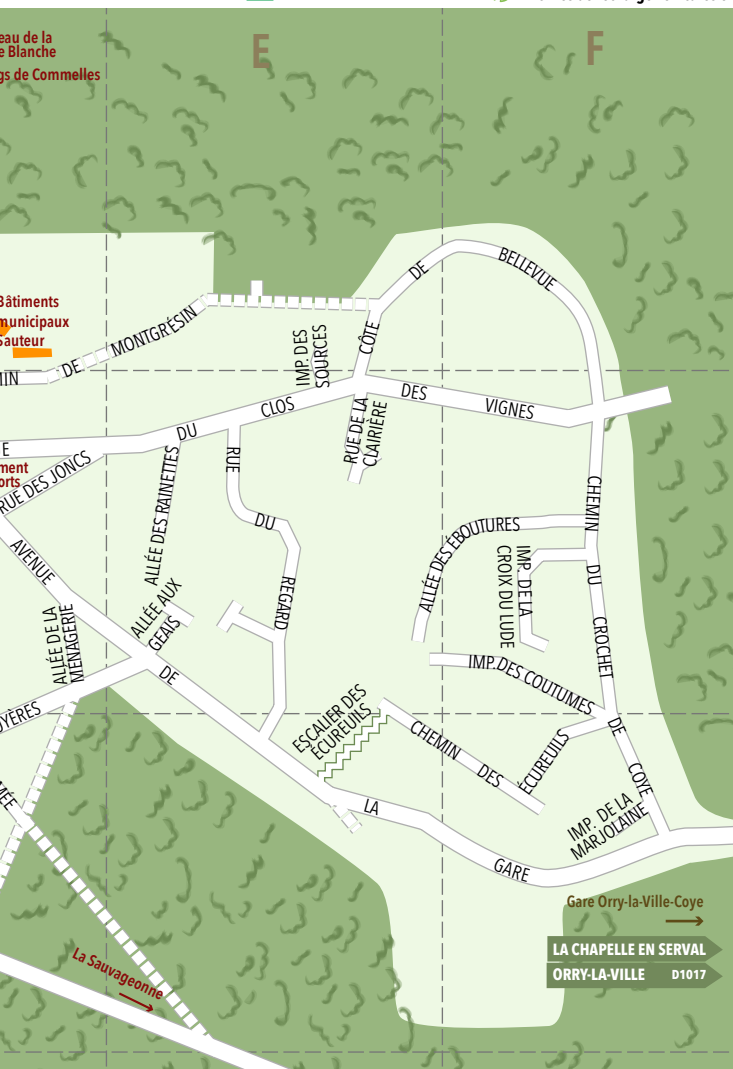 eau de la
e Blanche
gs de Commelles
E
F
DE
BELLEVUE
Bâtiments
municipaux
Sauteur
MIN
DE
MONTGRÉSIN
IMP. DES
SOURCES
CÔTE
DES
VIGNES
DU
CLOS
E
RUE DE LA
CLAIRIÈRE
ment
orts
RUE DES JONCS
ALLÉE DES RAINETTES
RUE
DU
REGARD
CHEMIN
DU
CROCHET
DE
COYE
ALLÉE DES ÉBOUTURES
IMP. DE LA
CROIX DU LUDE
AVENUE
ALLÉE DE LA
MÉNAGERIE
ALLÉE AUX
GEAIS
DE
IMP.DES COUTUMES
UYÈRES
ESCALIER DES
ÉCUREUILS
CHEMIN
DES
ÉCUREUILS
MÉE
LA
GARE
IMP. DE LA
MARJOLAINE
Gare Orry-la-Ville-Coye
LA CHAPELLE EN SERVAL
ORRY-LA-VILLE D1017
La Sauvageonne